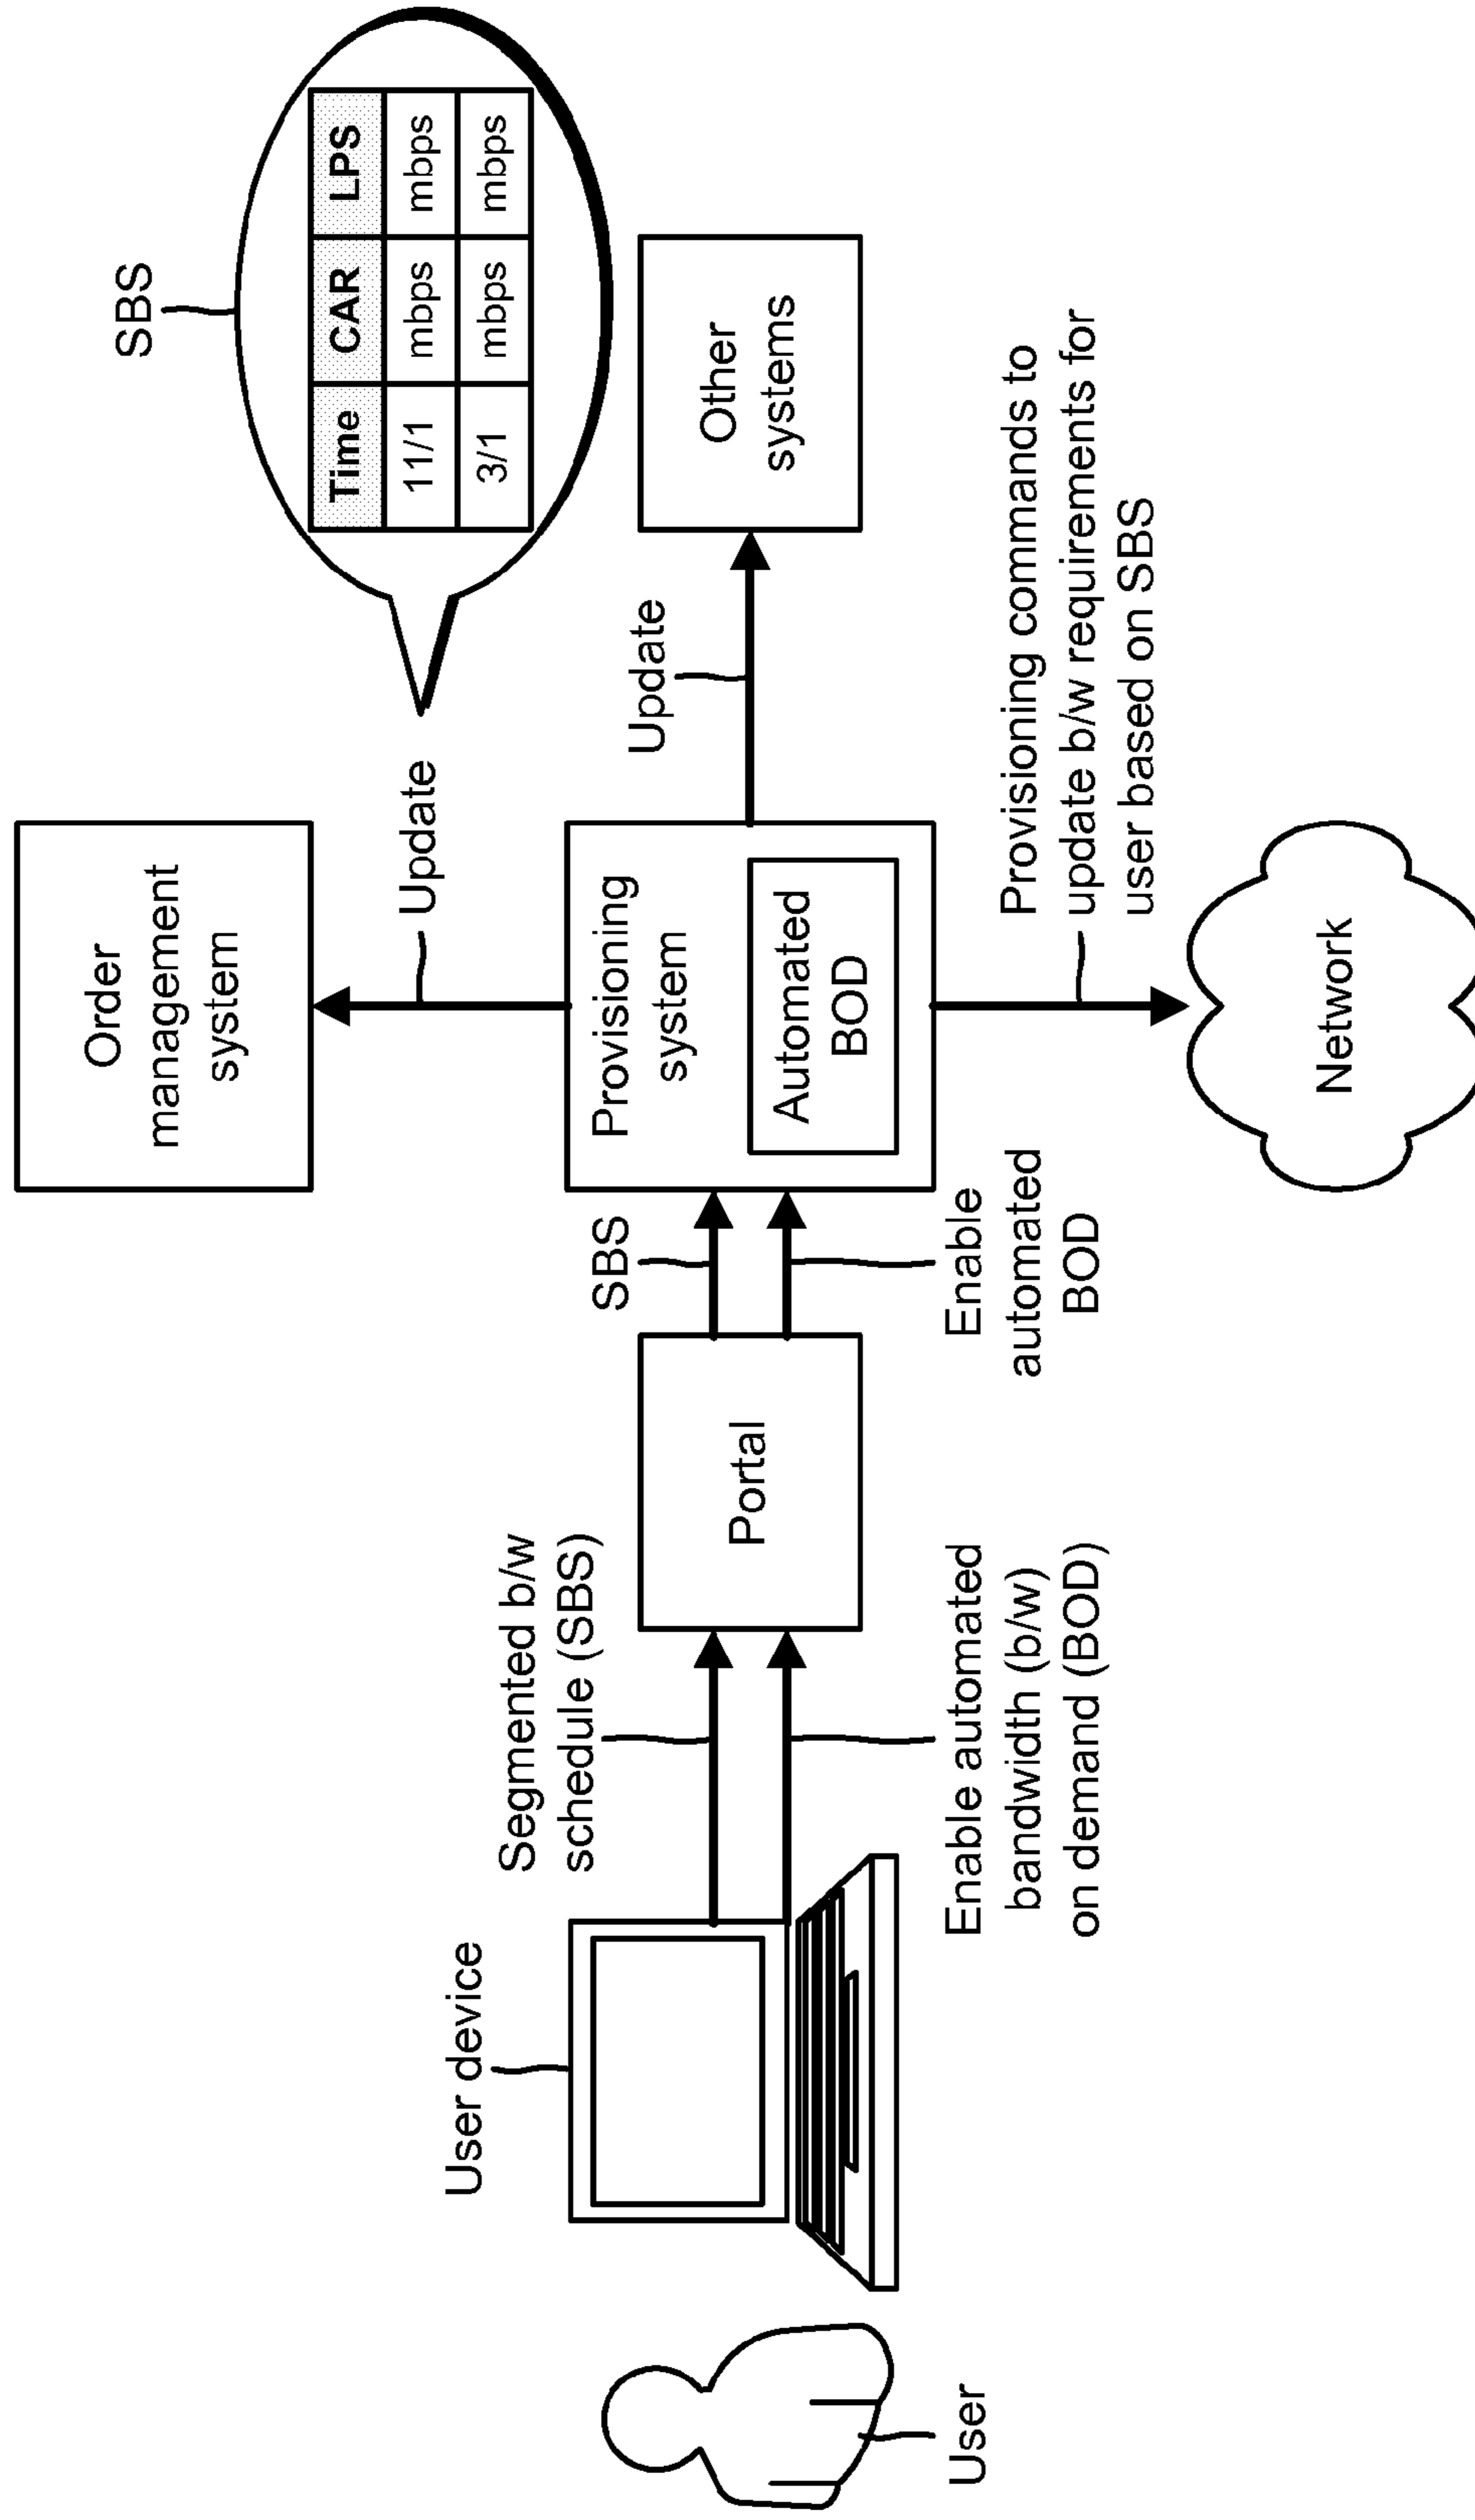 SBS
Time CAR LPS
11/1 mbps mbps
3/1 mbps mbps
Order
management
system
Update
Other
systems
Update
Provisioning
system
Automated
BOD
Provisioning commands to
update b/w requirements for
user based on SBS
Network
SBS
Enable
automated
BOD
Portal
Segmented b/w
schedule (SBS)
Enable automated
bandwidth (b/w)
on demand (BOD)
User device
User